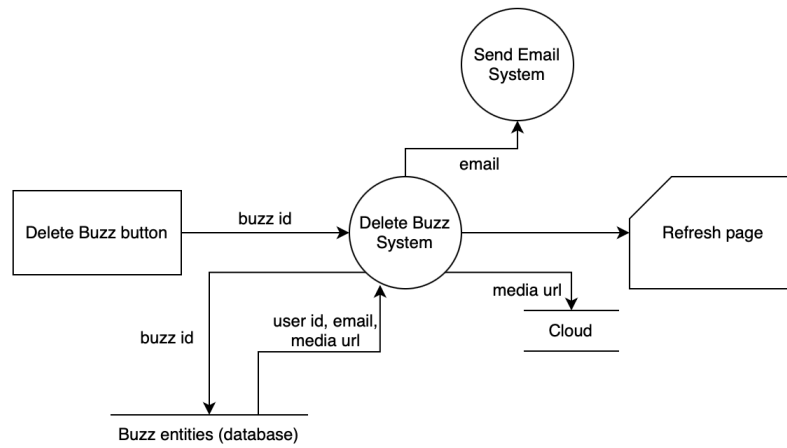 Send Email
System
email
Delete Buzz button
buzz id
Delete Buzz
System
Refresh page
media url
buzz id
user id, email,
media url
Cloud
Buzz entities (database)